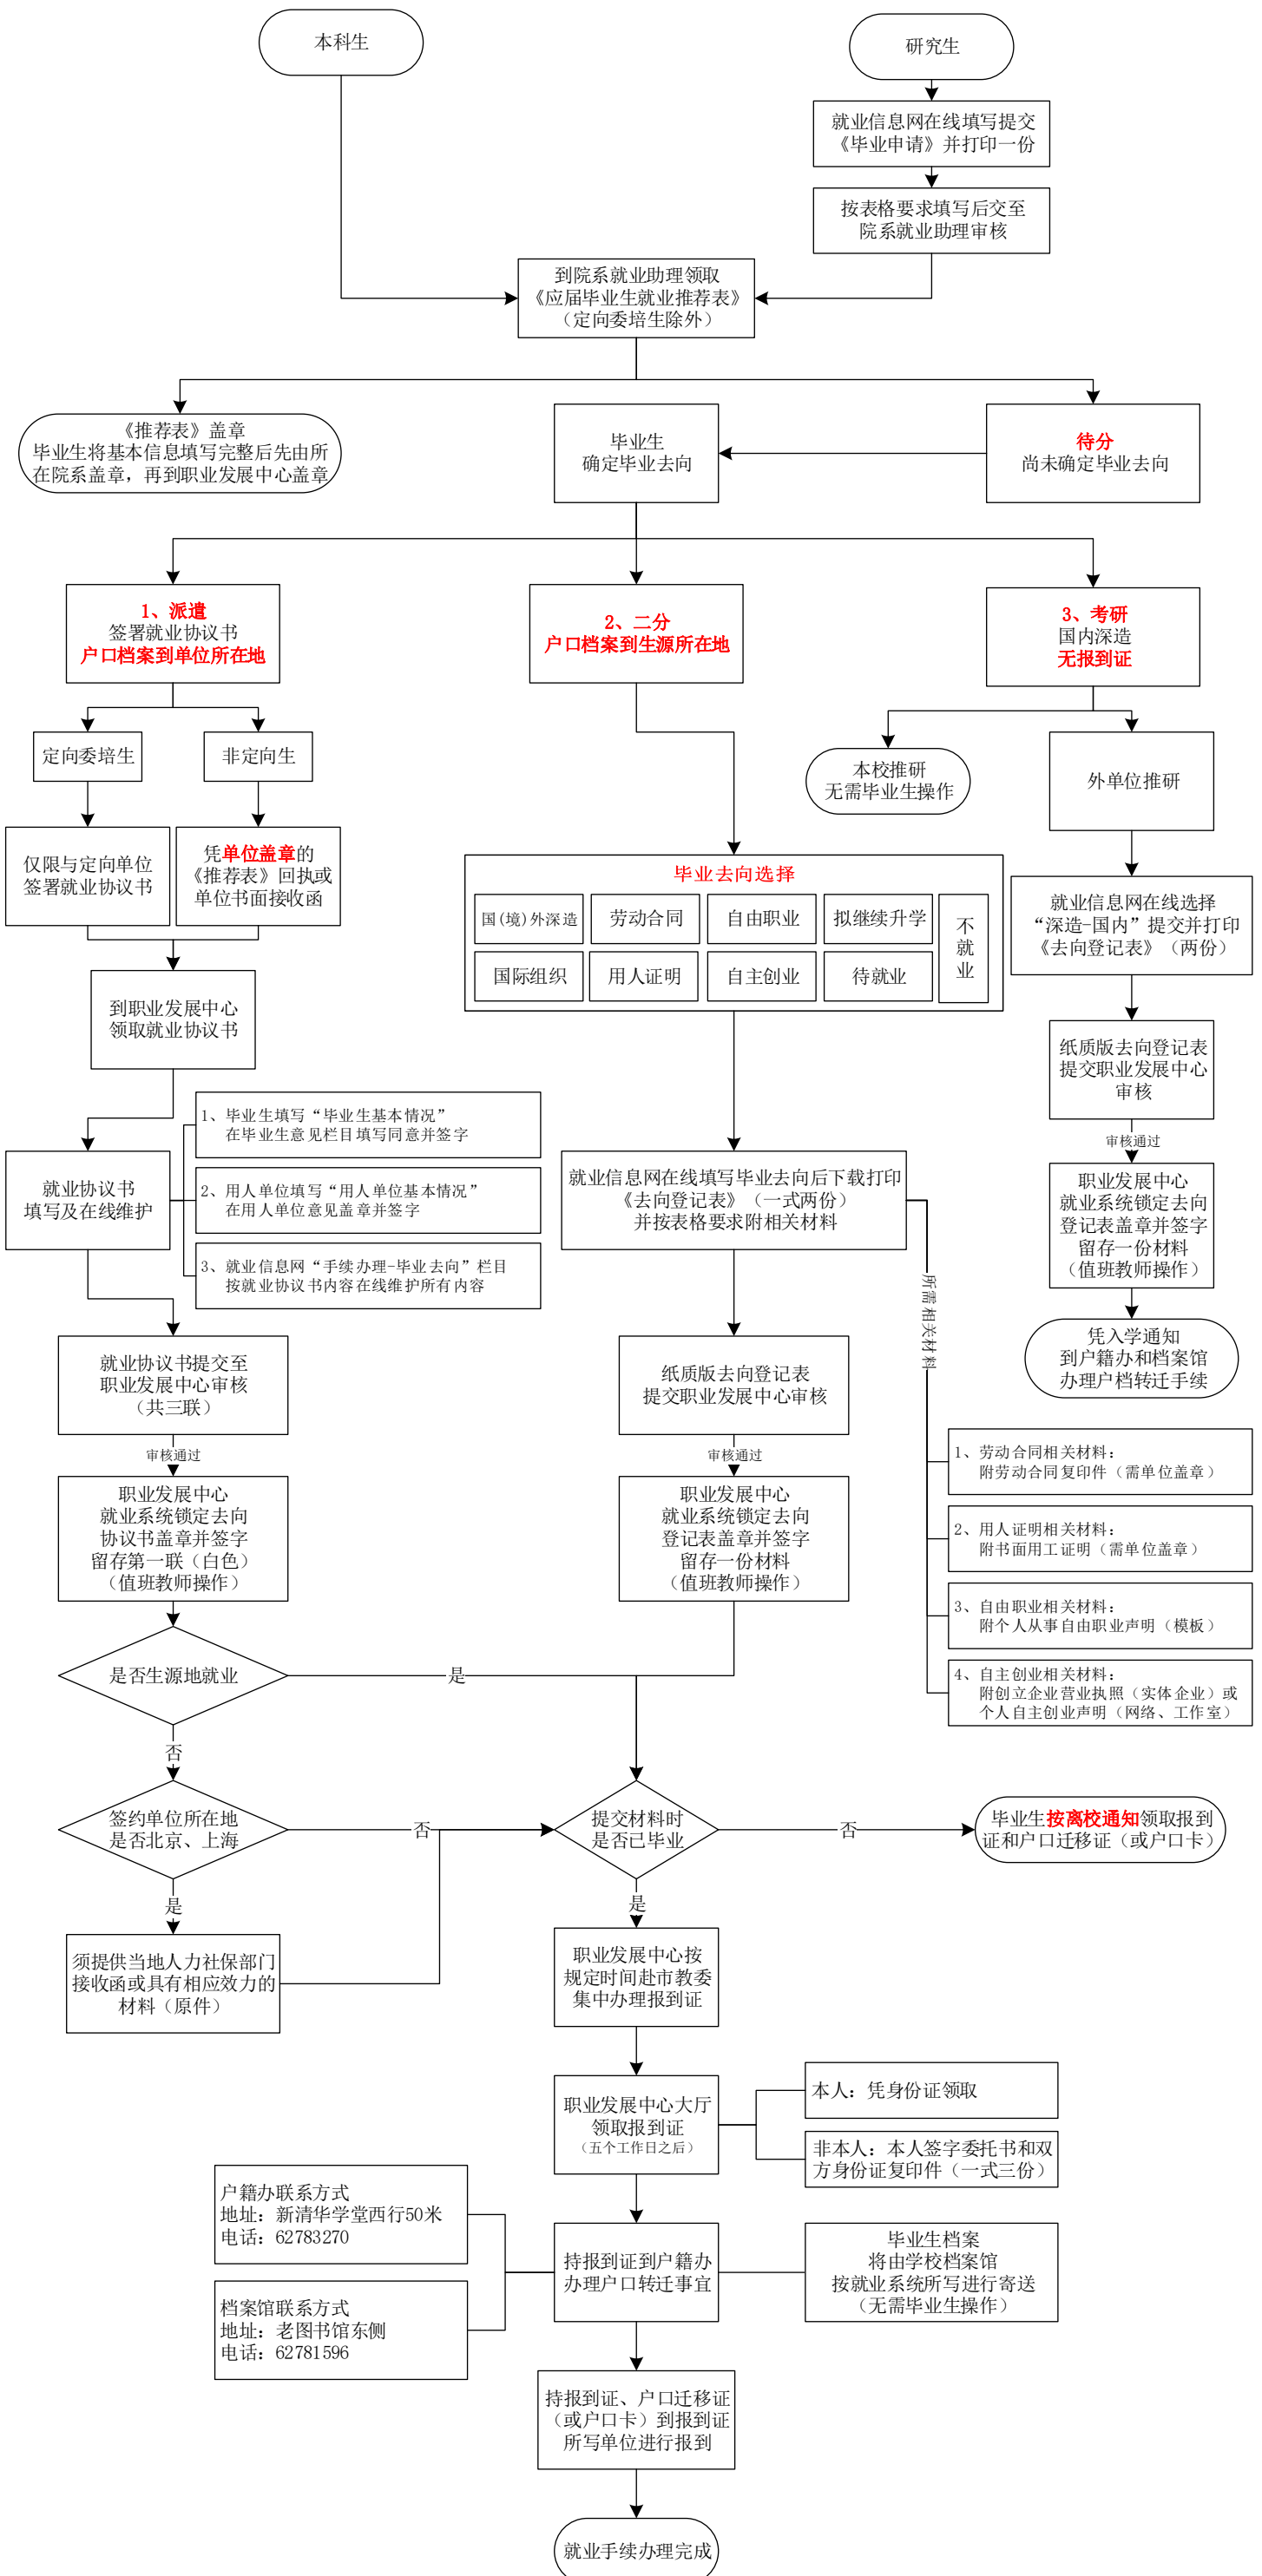 本科生
研究生
就业信息网在线填写提交
《毕业申请》并打印一份
按表格要求填写后交至
院系就业助理审核
到院系就业助理领取
《应届毕业生就业推荐表》
（定向委培生除外）
《推荐表》盖章
毕业生将基本信息填写完整后先由所
在院系盖章，再到职业发展中心盖章
毕业生
确定毕业去向
待分
尚未确定毕业去向
1、派遣
签署就业协议书
户口档案到单位所在地
2、二分
户口档案到生源所在地
3、考研
国内深造
无报到证
定向委培生
非定向生
本校推研
无需毕业生操作
外单位推研
仅限与定向单位
签署就业协议书
凭单位盖章的
《推荐表》回执或
单位书面接收函
毕业去向选择
国(境)外深造
劳动合同
自由职业
拟继续升学
不就业
国际组织
用人证明
自主创业
待就业
就业信息网在线选择
“深造-国内”提交并打印
《去向登记表》（两份）
到职业发展中心
领取就业协议书
纸质版去向登记表
提交职业发展中心
审核
审核通过
就业协议书
填写及在线维护
1、毕业生填写“毕业生基本情况”
在毕业生意见栏目填写同意并签字
2、用人单位填写“用人单位基本情况”
在用人单位意见盖章并签字
3、就业信息网“手续办理-毕业去向”栏目
按就业协议书内容在线维护所有内容
就业信息网在线填写毕业去向后下载打印
《去向登记表》（一式两份）
并按表格要求附相关材料
职业发展中心
就业系统锁定去向
登记表盖章并签字
留存一份材料
（值班教师操作）
所需相关材料
凭入学通知
到户籍办和档案馆
办理户档转迁手续
就业协议书提交至
职业发展中心审核
（共三联）
审核通过
纸质版去向登记表
提交职业发展中心审核
审核通过
1、劳动合同相关材料：
附劳动合同复印件（需单位盖章）
2、用人证明相关材料：
附书面用工证明（需单位盖章）
3、自由职业相关材料：
附个人从事自由职业声明（模板）
4、自主创业相关材料：
附创立企业营业执照（实体企业）或
个人自主创业声明（网络、工作室）
职业发展中心
就业系统锁定去向
协议书盖章并签字
留存第一联（白色）
（值班教师操作）
职业发展中心
就业系统锁定去向
登记表盖章并签字
留存一份材料
（值班教师操作）
是否生源地就业
是
否
签约单位所在地
是否北京、上海
否
是
提交材料时
是否已毕业
否
是
毕业生按离校通知领取报到
证和户口迁移证（或户口卡）
须提供当地人力社保部门
接收函或具有相应效力的
材料（原件）
职业发展中心按
规定时间赴市教委
集中办理报到证
职业发展中心大厅
领取报到证
（五个工作日之后）
本人：凭身份证领取
非本人：本人签字委托书和双
方身份证复印件（一式三份）
户籍办联系方式
地址：新清华学堂西行50米
电话：62783270
档案馆联系方式
地址：老图书馆东侧
电话：62781596
持报到证到户籍办
办理户口转迁事宜
毕业生档案
将由学校档案馆
按就业系统所写进行寄送
（无需毕业生操作）
持报到证、户口迁移证
（或户口卡）到报到证
所写单位进行报到
就业手续办理完成